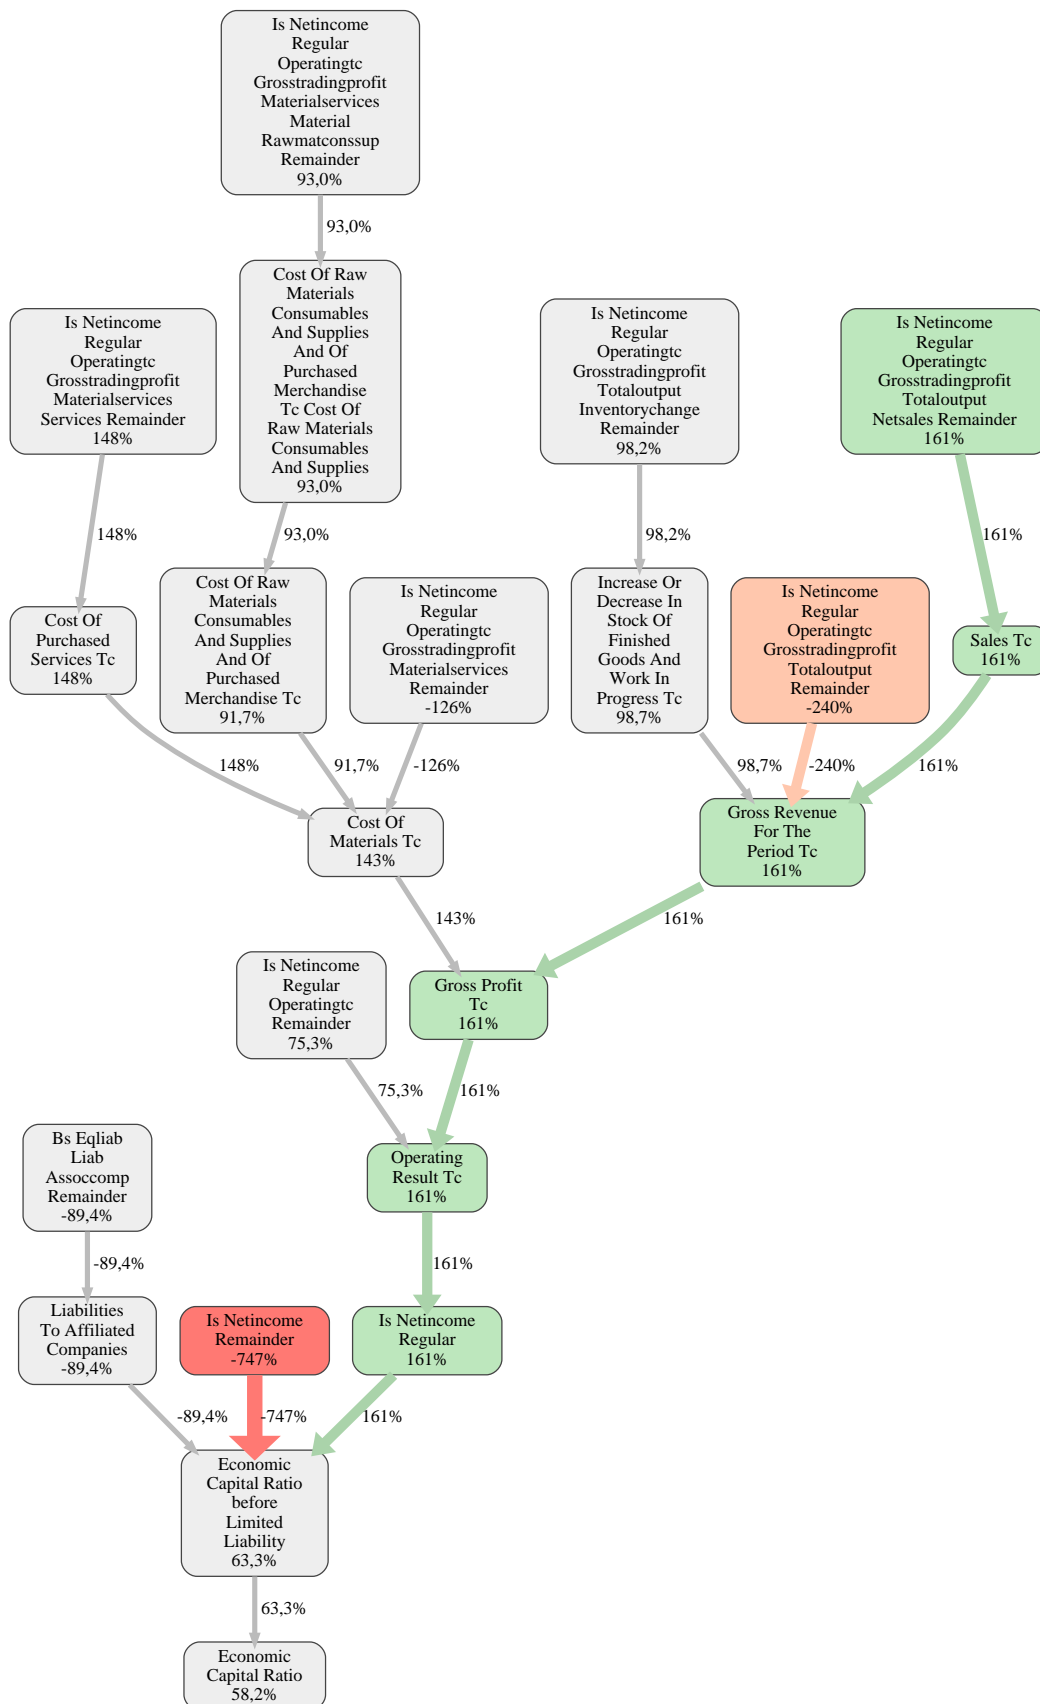 Is Netincome
Regular
Operatingtc
Grosstradingprofit
Materialservices
Material
Rawmatconssup
Remainder
93,0%
93,0%
Cost Of Raw
Materials
Consumables
And Supplies
And Of
Purchased
Merchandise
Tc Cost Of
Raw Materials
Consumables
And Supplies
93,0%
Is Netincome
Regular
Operatingtc
Grosstradingprofit
Materialservices
Services Remainder
148%
Is Netincome
Regular
Operatingtc
Grosstradingprofit
Totaloutput
Inventorychange
Remainder
98,2%
Is Netincome
Regular
Operatingtc
Grosstradingprofit
Totaloutput
Netsales Remainder
161%
148%
93,0%
98,2%
161%
Cost Of
Purchased
Services Tc
148%
Cost Of Raw
Materials
Consumables
And Supplies
And Of
Purchased
Merchandise Tc
91,7%
Is Netincome
Regular
Operatingtc
Grosstradingprofit
Materialservices
Remainder
-126%
Increase Or
Decrease In
Stock Of
Finished
Goods And
Work In
Progress Tc
98,7%
Is Netincome
Regular
Operatingtc
Grosstradingprofit
Totaloutput
Remainder
-240%
Sales Tc
161%
148%
91,7%
-126%
98,7%
-240%
161%
Cost Of
Materials Tc
143%
Gross Revenue
For The
Period Tc
161%
143%
161%
Is Netincome
Regular
Operatingtc
Remainder
75,3%
Gross Profit
Tc
161%
75,3%
161%
Bs Eqliab
Liab
Assoccomp
Remainder
-89,4%
Operating
Result Tc
161%
-89,4%
161%
Liabilities
To Affiliated
Companies
-89,4%
Is Netincome
Remainder
-747%
Is Netincome
Regular
161%
-89,4%
-747%
161%
Economic
Capital Ratio
before
Limited
Liability
63,3%
63,3%
Economic
Capital Ratio
58,2%